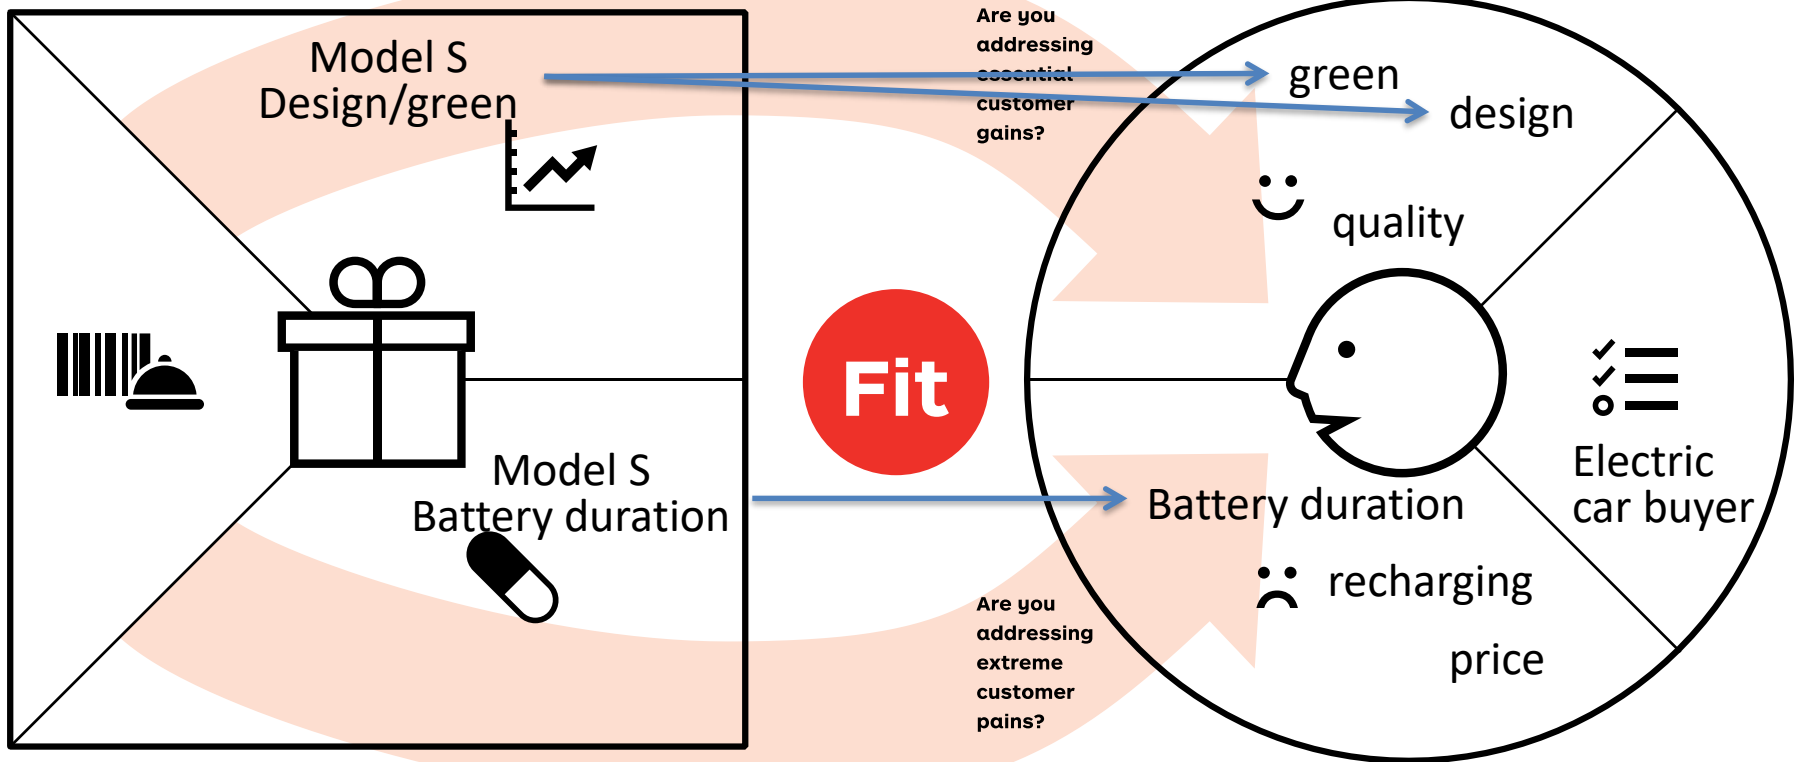 Model S
Design/green
Are you
addressing
essential
customer
gains?
green
design
quality
Fit
Model S
Battery duration
Battery duration
recharging
price
Electric
car buyer
Are you
addressing
extreme
customer
pains?